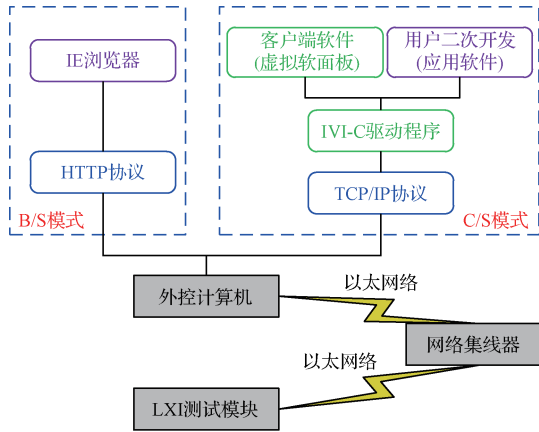 IE浏览器
HTTP协议
B/S模式
客户端软件
(虚拟软面板)
用户二次开发
(应用软件)
IVI-C驱动程序
TCP/IP协议
C/S模式
外控计算机
以太网络
网络集线器
以太网络
LXI测试模块